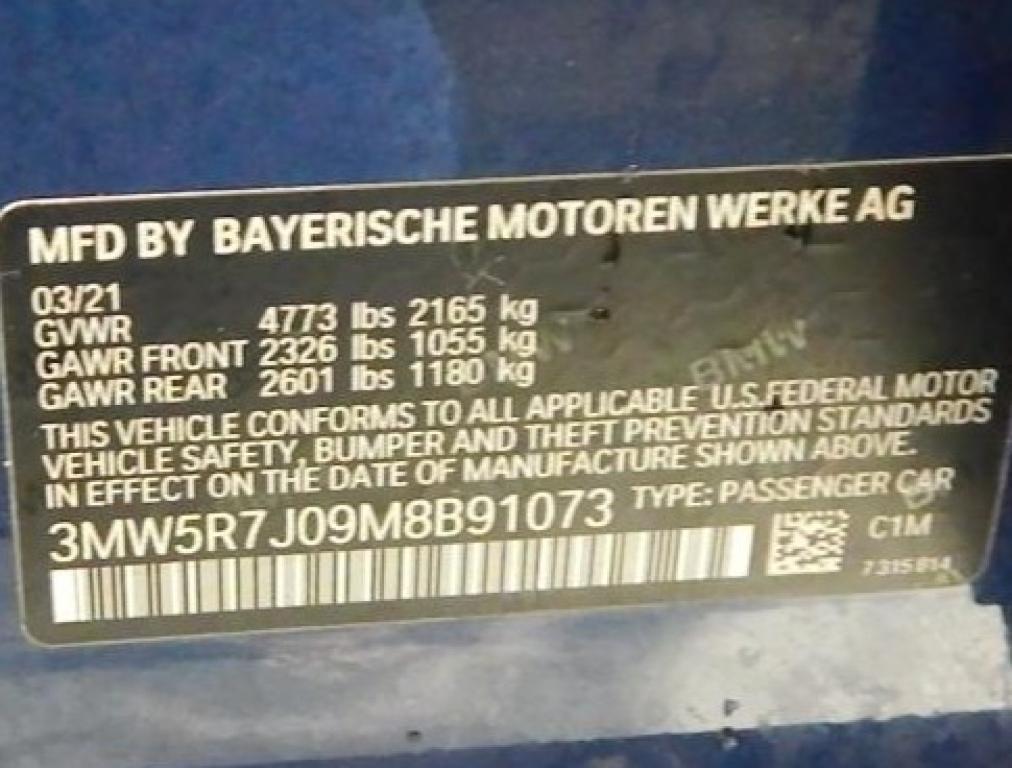 MFD BY BAYERISCHE MOTOREN WERKE AG
03/21
GVWR 4773 lbs 2165 kg
GAWR FRONT 2326 lbs 1055 kg
GAWR REAR 2601 lbs 1180 kg
THIS VEHICLE CONFORMS TO ALL APPLICABLE U.S.FEDERAL MOTOR
VEHICLE SAFETY, BUMPER AND THEFT PREVENTION STANDARDS
IN EFFECT ON THE DATE OF MANUFACTURE SHOWN ABOVE.
3MW5R7J09M8B91073 TYPE: PASSENGER CAR
C1M
7315814
BMW